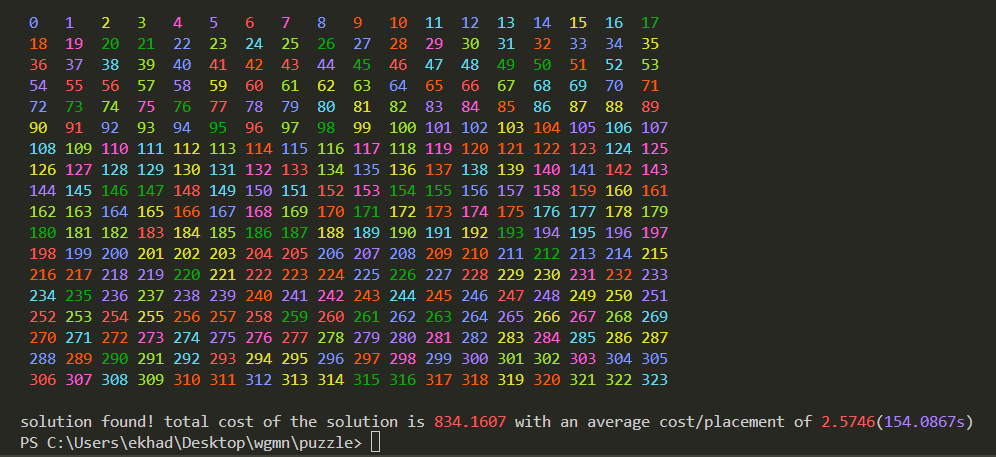 0 1 2 3 4 5 6 7 8 9 10 11 12 13 14 15 16 17
18 19 20 21 22 23 24 25 26 27 28 29 30 31 32 33 34 35
36 37 38 39 40 41 42 43 44 45 46 47 48 49 50 51 52 53
54 55 56 57 58 59 60 61 62 63 64 65 66 67 68 69 70 71
72 73 74 75 76 77 78 79 80 81 82 83 84 85 86 87 88 89
90 91 92 93 94 95 96 97 98 99 100 101 102 103 104 105 106 107
108 109 110 111 112 113 114 115 116 117 118 119 120 121 122 123 124 125
126 127 128 129 130 131 132 133 134 135 136 137 138 139 140 141 142 143
144 145 146 147 148 149 150 151 152 153 154 155 156 157 158 159 160 161
162 163 164 165 166 167 168 169 170 171 172 173 174 175 176 177 178 179
180 181 182 183 184 185 186 187 188 189 190 191 192 193 194 195 196 197
198 199 200 201 202 203 204 205 206 207 208 209 210 211 212 213 214 215
216 217 218 219 220 221 222 223 224 225 226 227 228 229 230 231 232 233
234 235 236 237 238 239 240 241 242 243 244 245 246 247 248 249 250 251
252 253 254 255 256 257 258 259 260 261 262 263 264 265 266 267 268 269
270 271 272 273 274 275 276 277 278 279 280 281 282 283 284 285 286 287
288 289 290 291 292 293 294 295 296 297 298 299 300 301 302 303 304 305
306 307 308 309 310 311 312 313 314 315 316 317 318 319 320 321 322 323
solution found! total cost of the solution is 834.1607 with an average cost/placement of 2.5746(154.0867s)
PS C:\Users\ekhad\Desktop\wgmn\puzzle>